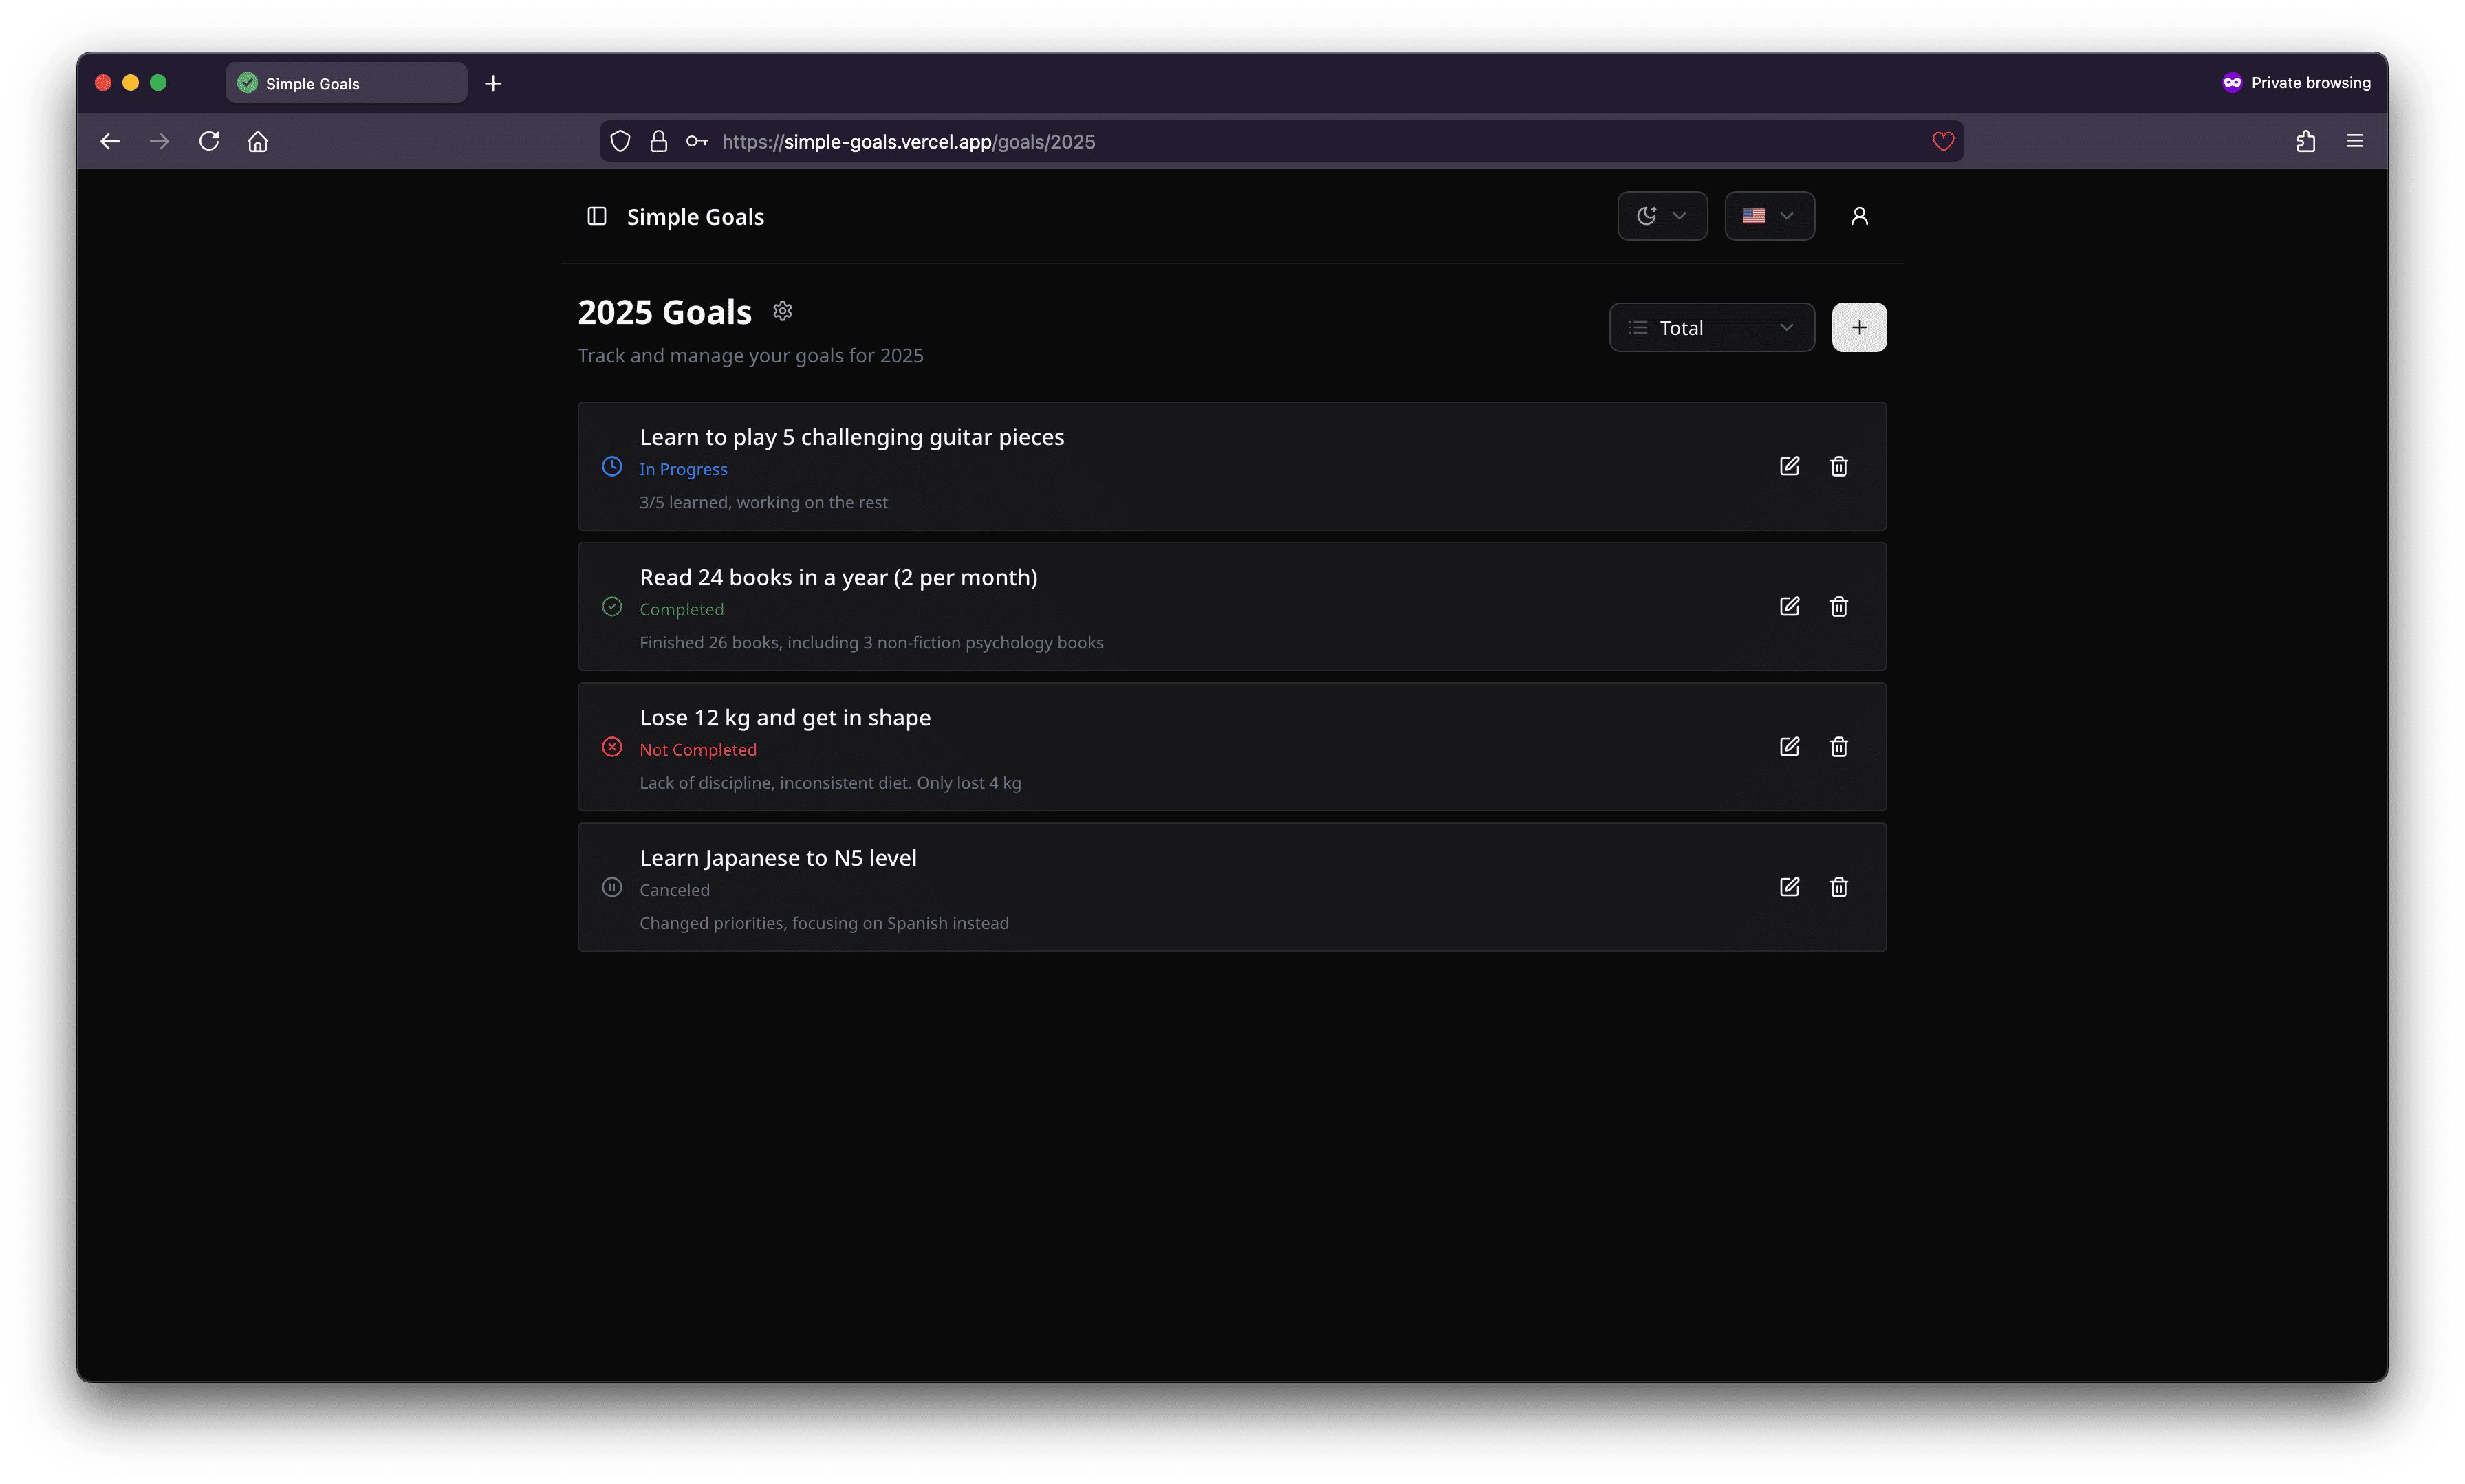 Simple Goals
Private browsing
https://simple-goals.vercel.app/goals/2025
Simple Goals
2025 Goals
Total
Track and manage your goals for 2025
Learn to play 5 challenging guitar pieces
In Progress
3/5 learned, working on the rest
Read 24 books in a year (2 per month)
Completed
Finished 26 books, including 3 non-fiction psychology books
Lose 12 kg and get in shape
Not Completed
Lack of discipline, inconsistent diet. Only lost 4 kg
Learn Japanese to N5 level
Canceled
Changed priorities, focusing on Spanish instead